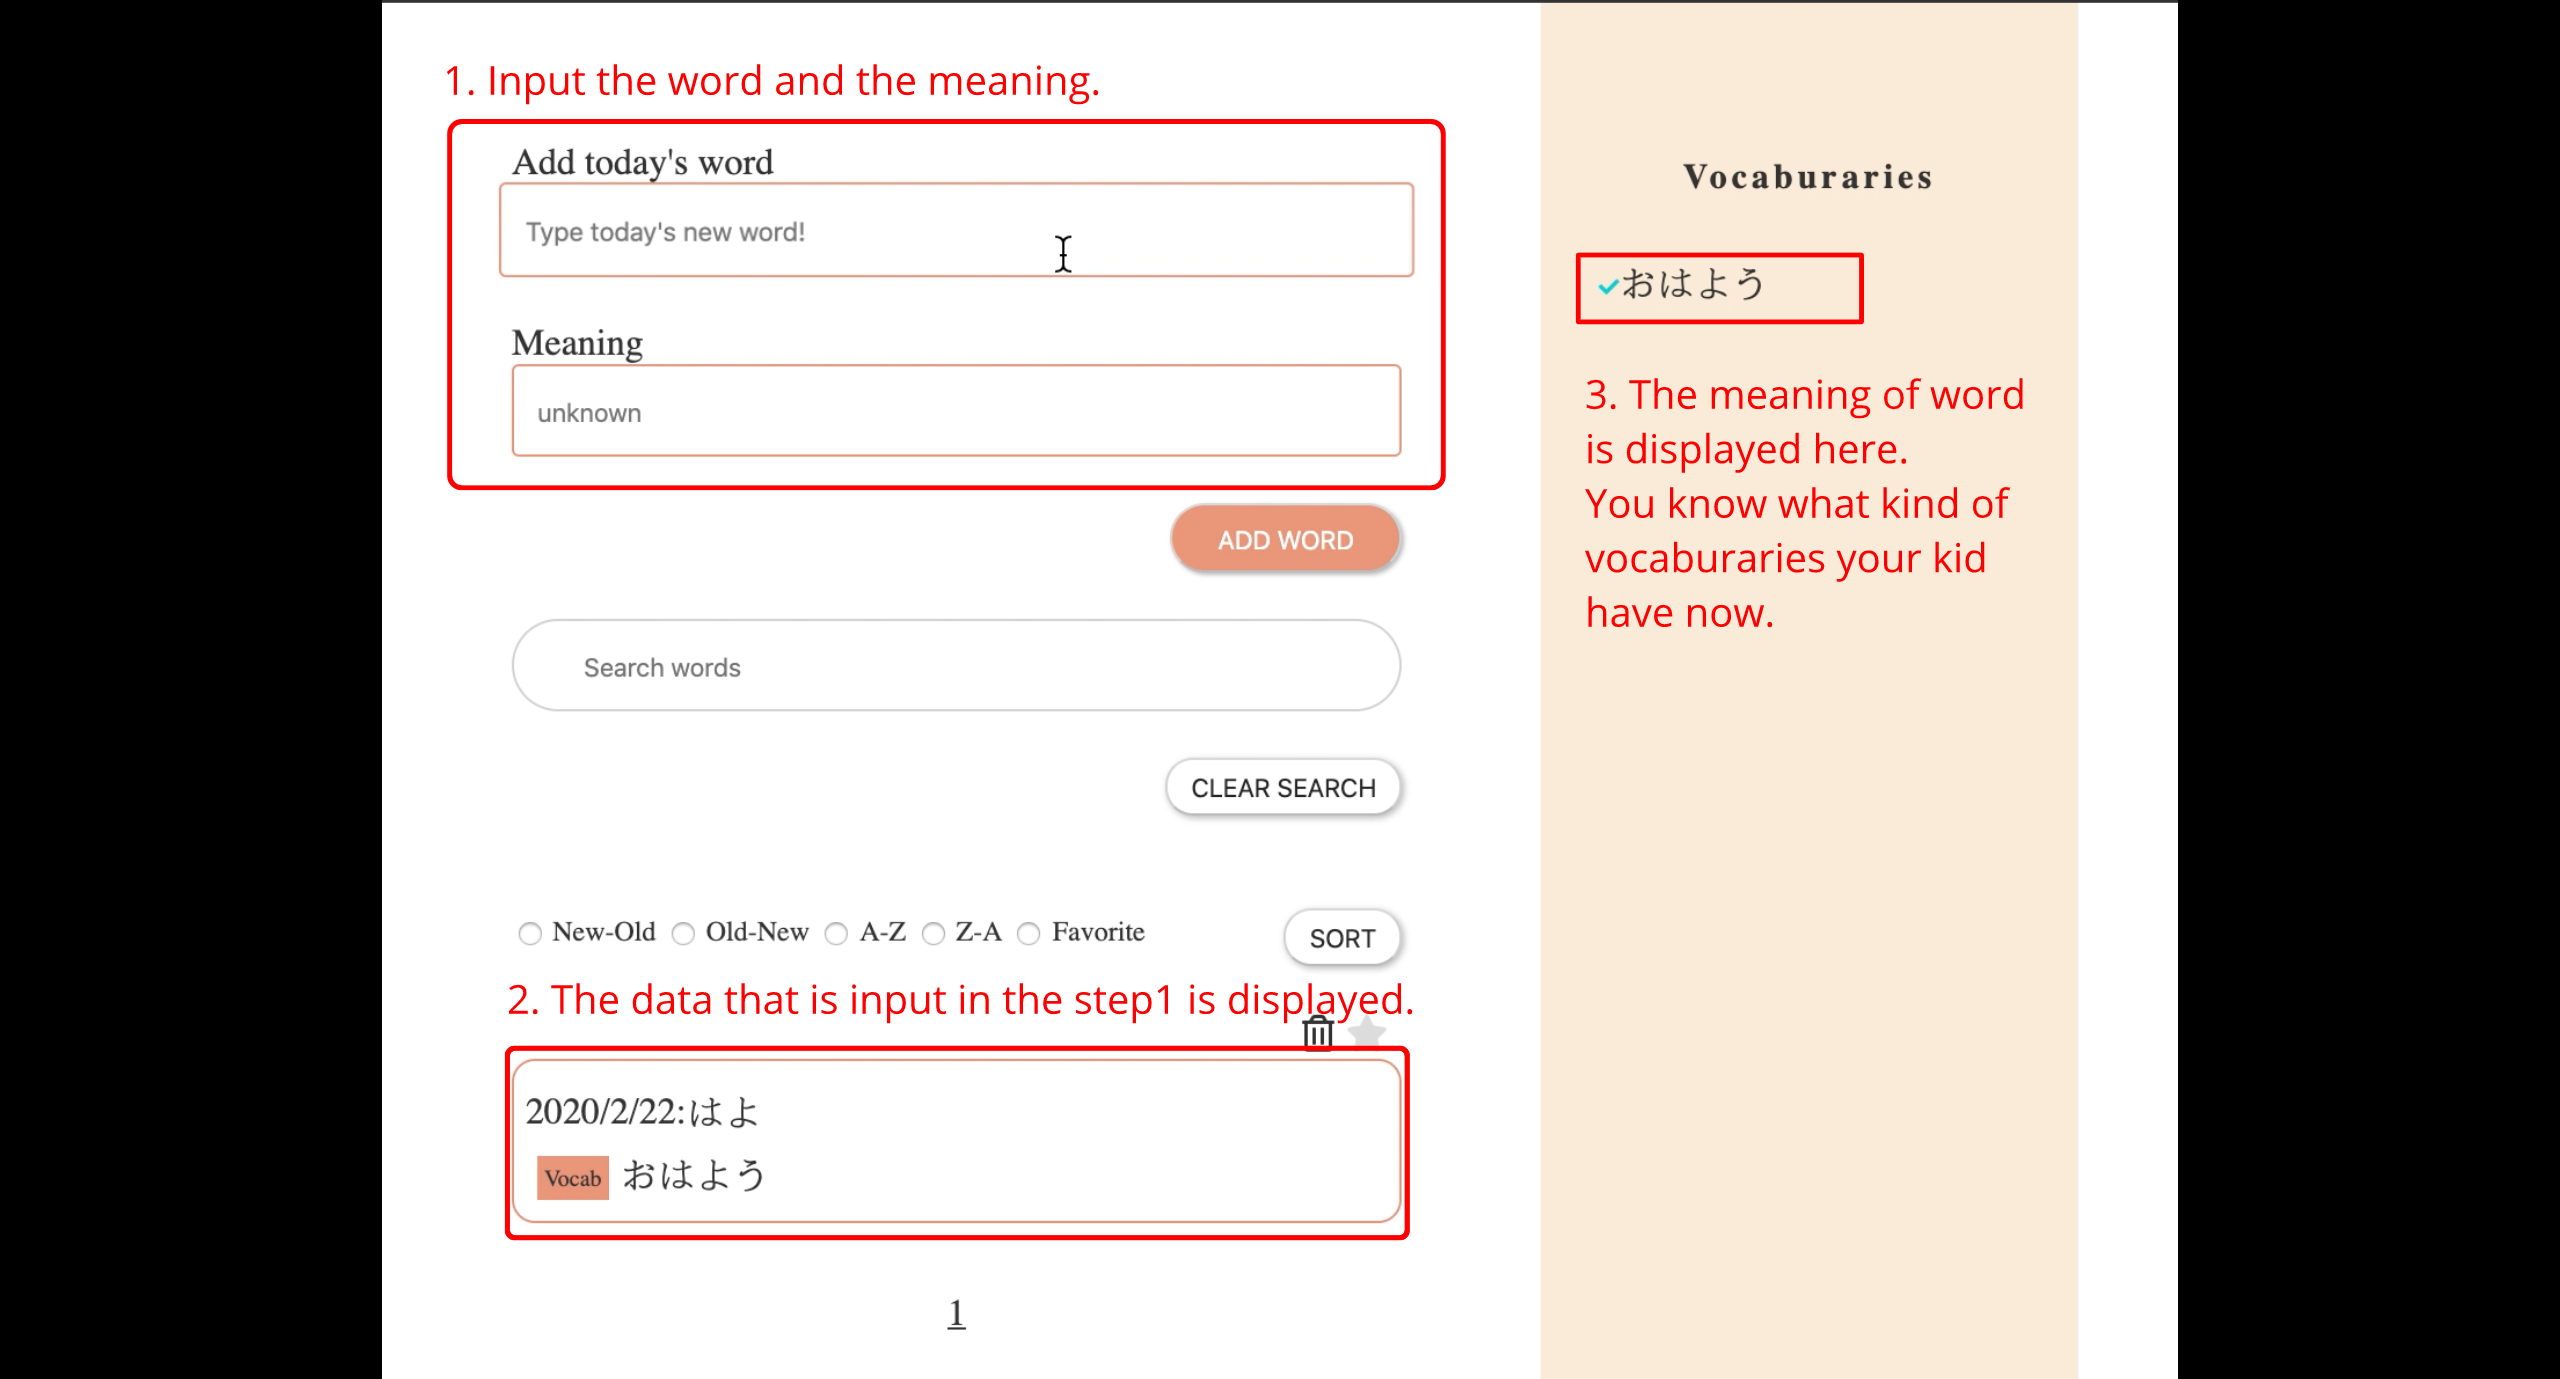 1. Input the word and the meaning.
Add today's word
Type today's new word!
Meaning
unknown
ADD WORD
Search words
CLEAR SEARCH
New-Old Old-New A-Z Z-A Favorite
SORT
2. The data that is input in the step1 is displayed.
2020/2/22:はよ
Vocab おはよう
1
Vocaburaries
おはよう
3. The meaning of word
is displayed here.
You know what kind of
vocaburaries your kid
have now.